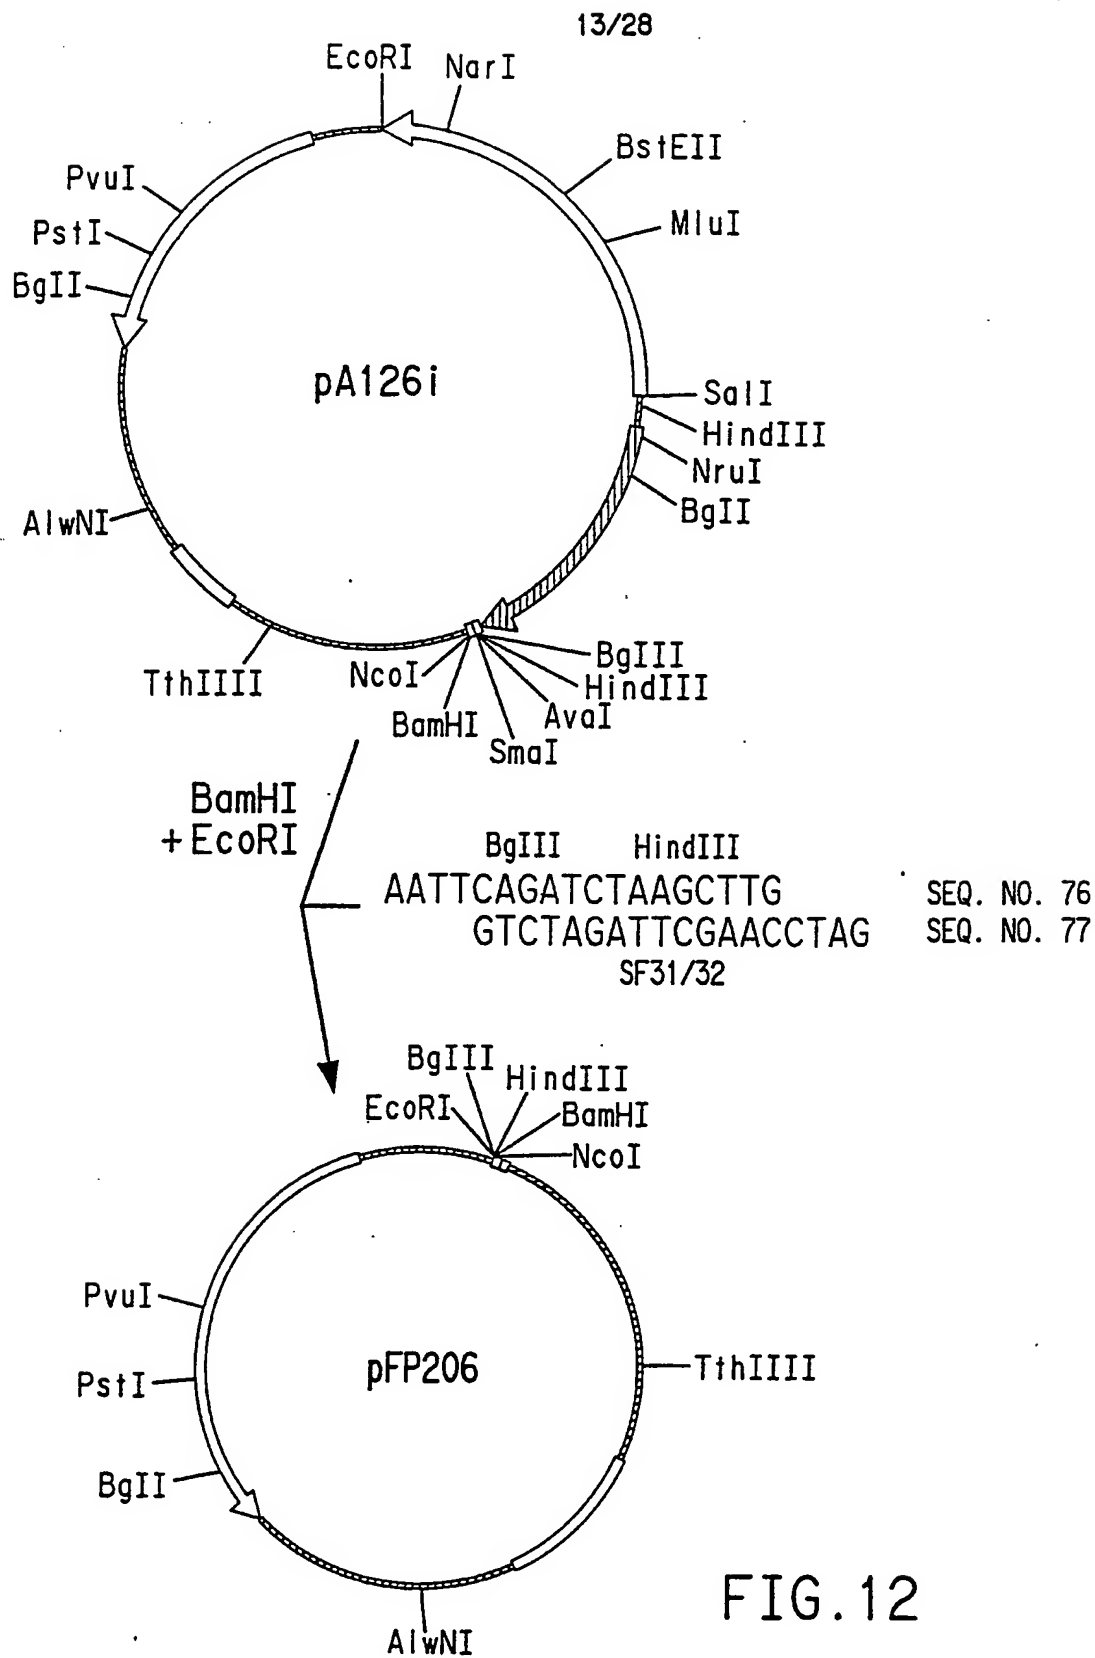 13/28
EcoRI
NarI
BstEII
MluI
PvuI
PstI
BglI
pA126i
SalI
HindIII
NruI
BglI
AlwNI
TthIIII
NcoI
BamHI
SmaI
AvaI
HindIII
BglII
BamHI
+EcoRI
BglII HindIII
AATTCAGATCTAAGCTTG SEQ. NO. 76
GTCTAGATTCGAACCTAG SEQ. NO. 77
SF31/32
BglII
HindIII
EcoRI
BamHI
NcoI
PvuI
pFP206
TthIIII
PstI
BglI
AlwNI
FIG.12